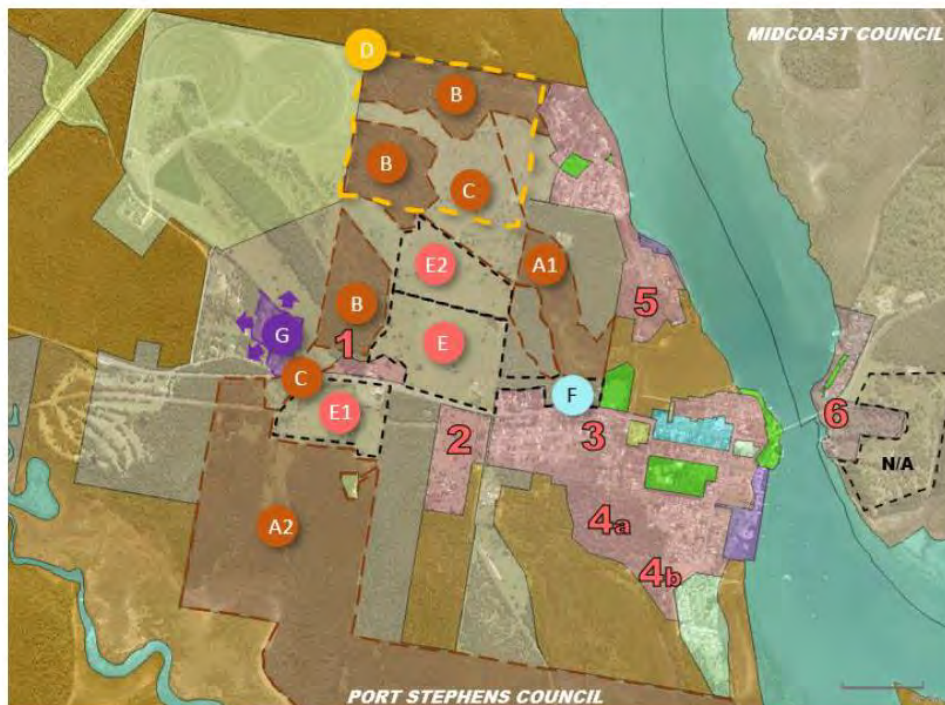 MIDCOAST COUNCIL
D
B
B
C
E2
A1
B
5
G
1
E
C
F
6
E1
2
3
N/A
A2
4a
4b
PORT STEPHENS COUNCIL